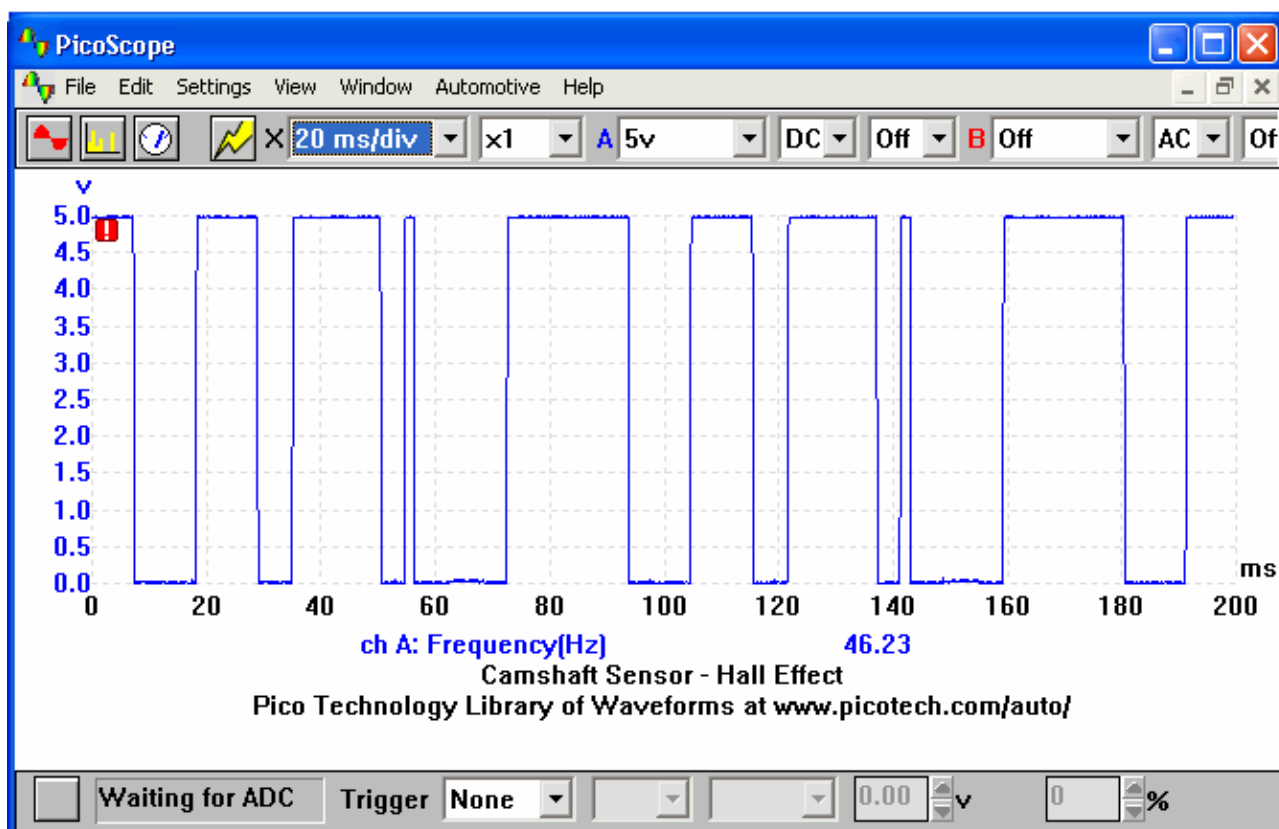 PicoScope
File Edit Settings View Window Automotive Help
X 20 ms/div x1 A 5v DC Off B Off AC Of
v
5.0
4.5
4.0
3.5
3.0
2.5
2.0
1.5
1.0
0.5
0.0
ms
0 20 40 60 80 100 120 140 160 180 200
ch A: Frequency(Hz) 46.23
Camshaft Sensor - Hall Effect
Pico Technology Library of Waveforms at www.picotech.com/auto/
Waiting for ADC Trigger None 0.00 v 0 %